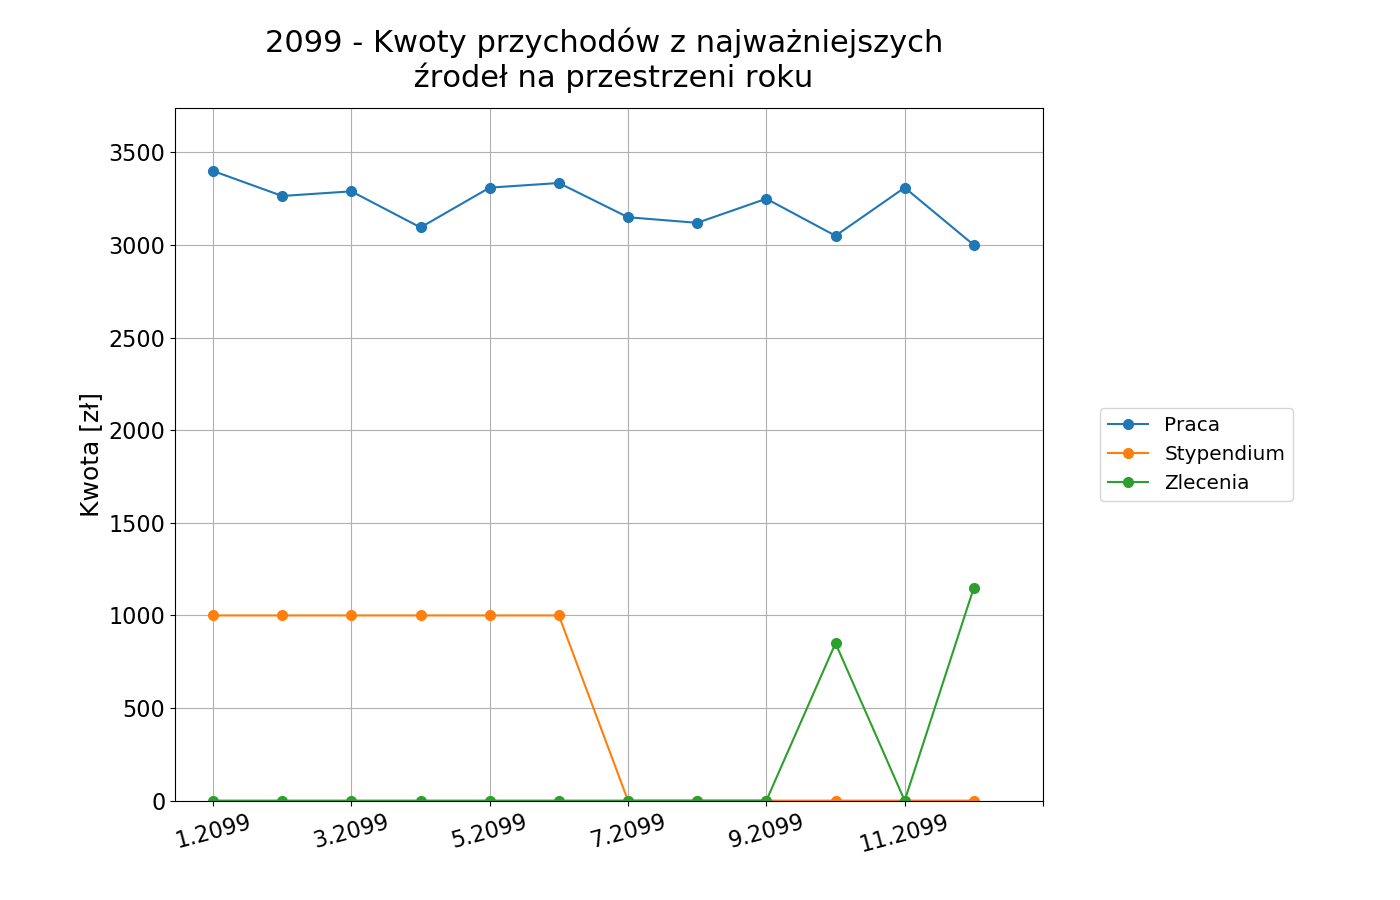 2099 - Kwoty przychodów z najważniejszych
źrodeł na przestrzeni roku
Kwota [zł]
3500
3000
2500
2000
1500
1000
500
0
1.2099
3.2099
5.2099
7.2099
9.2099
11.2099
Praca
Stypendium
Zlecenia